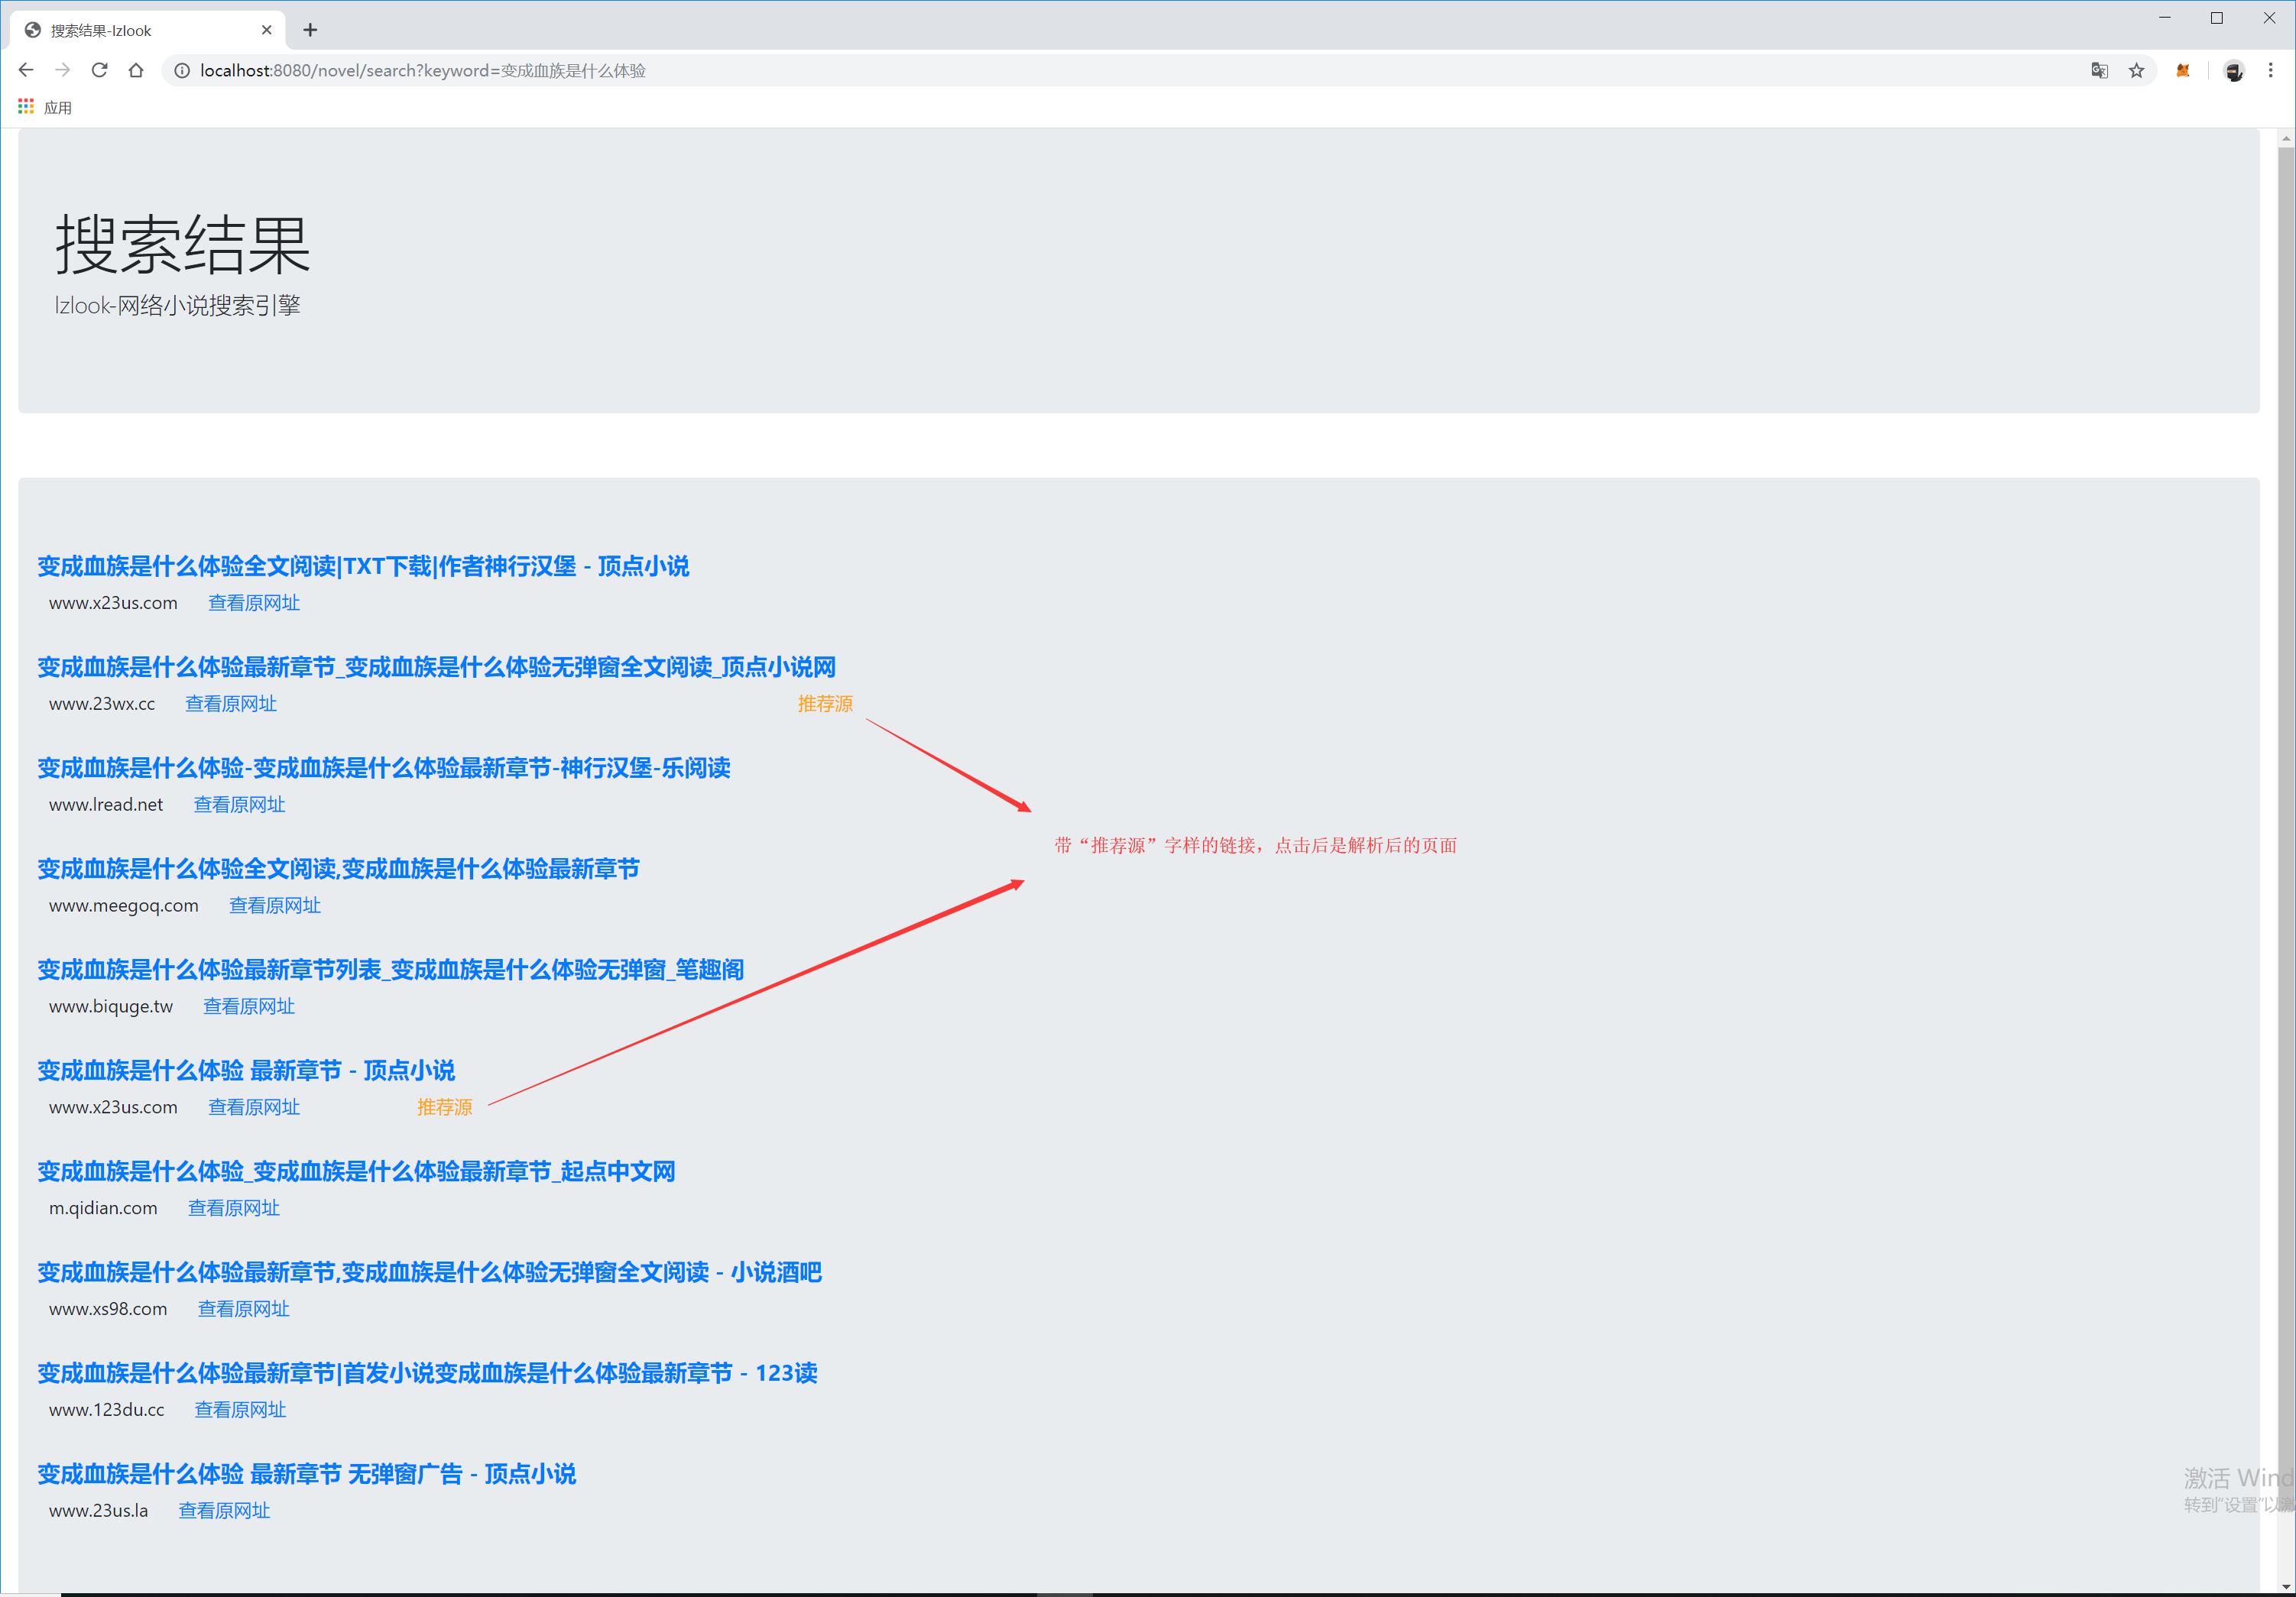 搜索结果-lzlook
localhost:8080/novel/search?keyword=变成血族是什么体验
应用
搜索结果
lzlook-网络小说搜索引擎
变成血族是什么体验全文阅读|TXT下载|作者神行汉堡 - 顶点小说
www.x23us.com 查看原网址
变成血族是什么体验最新章节_变成血族是什么体验无弹窗全文阅读_顶点小说网
www.23wx.cc 查看原网址 推荐源
变成血族是什么体验-变成血族是什么体验最新章节-神行汉堡-乐阅读
www.lread.net 查看原网址
带“推荐源”字样的链接，点击后是解析后的页面
变成血族是什么体验全文阅读,变成血族是什么体验最新章节
www.meegoq.com 查看原网址
变成血族是什么体验最新章节列表_变成血族是什么体验无弹窗_笔趣阁
www.biquge.tw 查看原网址
变成血族是什么体验 最新章节 - 顶点小说
www.x23us.com 查看原网址 推荐源
变成血族是什么体验_变成血族是什么体验最新章节_起点中文网
m.qidian.com 查看原网址
变成血族是什么体验最新章节,变成血族是什么体验无弹窗全文阅读 - 小说酒吧
www.xs98.com 查看原网址
变成血族是什么体验最新章节|首发小说变成血族是什么体验最新章节 - 123读
www.123du.cc 查看原网址
变成血族是什么体验 最新章节 无弹窗广告 - 顶点小说
www.23us.la 查看原网址
激活 Wind
转到"设置"以激